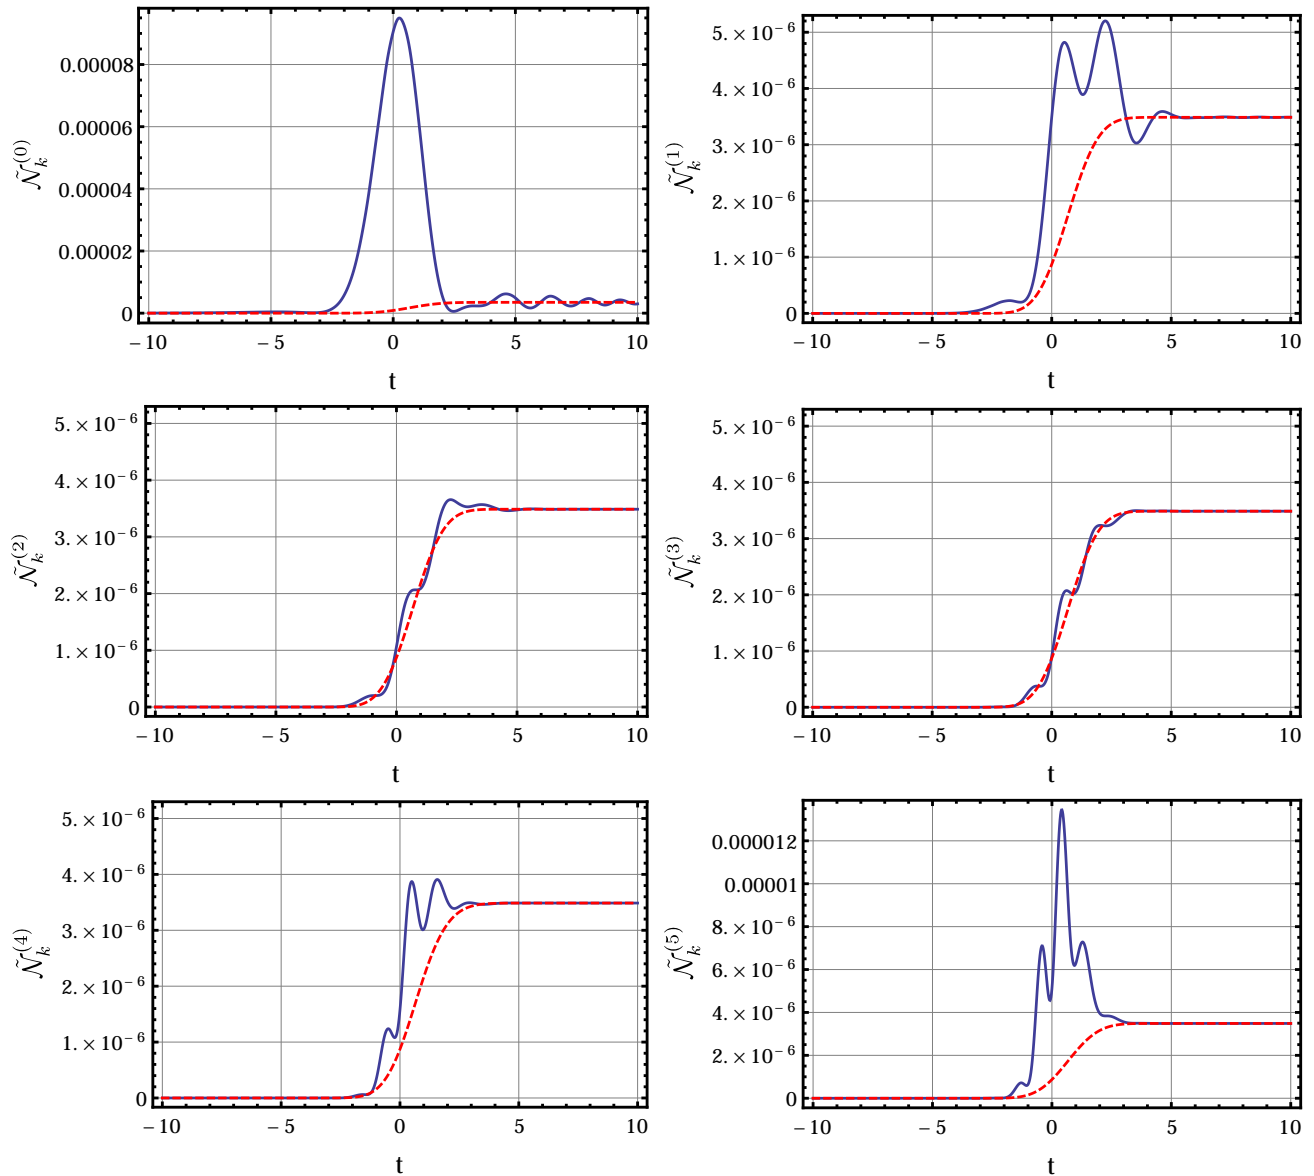 0.00008
0.00006
0.00004
0.00002
0
−10 −5 0 5 10
t
Ñ_k^(0)
5. × 10^−6
4. × 10^−6
3. × 10^−6
2. × 10^−6
1. × 10^−6
0
−10 −5 0 5 10
t
Ñ_k^(1)
5. × 10^−6
4. × 10^−6
3. × 10^−6
2. × 10^−6
1. × 10^−6
0
−10 −5 0 5 10
t
Ñ_k^(2)
5. × 10^−6
4. × 10^−6
3. × 10^−6
2. × 10^−6
1. × 10^−6
0
−10 −5 0 5 10
t
Ñ_k^(3)
5. × 10^−6
4. × 10^−6
3. × 10^−6
2. × 10^−6
1. × 10^−6
0
−10 −5 0 5 10
t
Ñ_k^(4)
0.000012
0.00001
8. × 10^−6
6. × 10^−6
4. × 10^−6
2. × 10^−6
0
−10 −5 0 5 10
t
Ñ_k^(5)